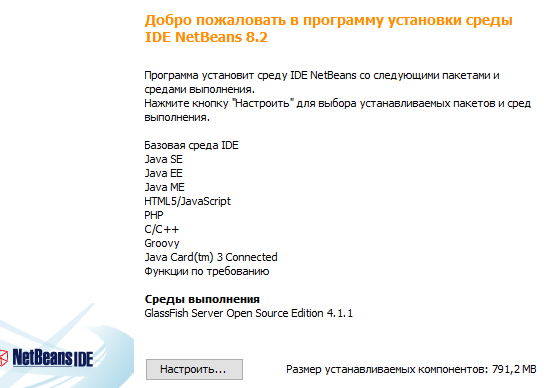 Добро пожаловать в программу установки среды
IDE NetBeans 8.2
Программа установит среду IDE NetBeans со следующими пакетами и
средами выполнения.
Нажмите кнопку "Настроить" для выбора устанавливаемых пакетов и сред
выполнения.
Базовая среда IDE
Java SE
Java EE
Java ME
HTML5/JavaScript
PHP
C/C++
Groovy
Java Card(tm) 3 Connected
Функции по требованию
Среды выполнения
GlassFish Server Open Source Edition 4.1.1
NetBeans IDE
Настроить...
Размер устанавливаемых компонентов: 791,2 MB